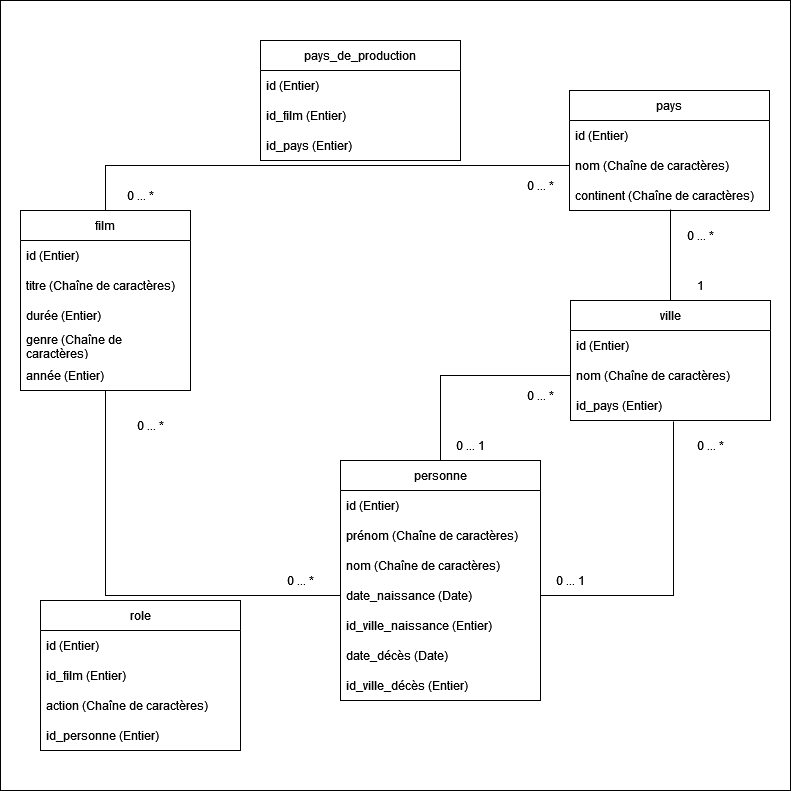 pays_de_production
id (Entier)
id_film (Entier)
id_pays (Entier)
pays
id (Entier)
nom (Chaîne de caractères)
continent (Chaîne de caractères)
0 ... *
0 ... *
film
id (Entier)
titre (Chaîne de caractères)
durée (Entier)
genre (Chaîne de
caractères)
année (Entier)
0 ... *
1
ville
id (Entier)
nom (Chaîne de caractères)
id_pays (Entier)
0 ... *
0 ... *
0 ... 1
0 ... *
personne
id (Entier)
prénom (Chaîne de caractères)
nom (Chaîne de caractères)
date_naissance (Date)
id_ville_naissance (Entier)
date_décès (Date)
id_ville_décès (Entier)
0 ... *
0 ... 1
role
id (Entier)
id_film (Entier)
action (Chaîne de caractères)
id_personne (Entier)